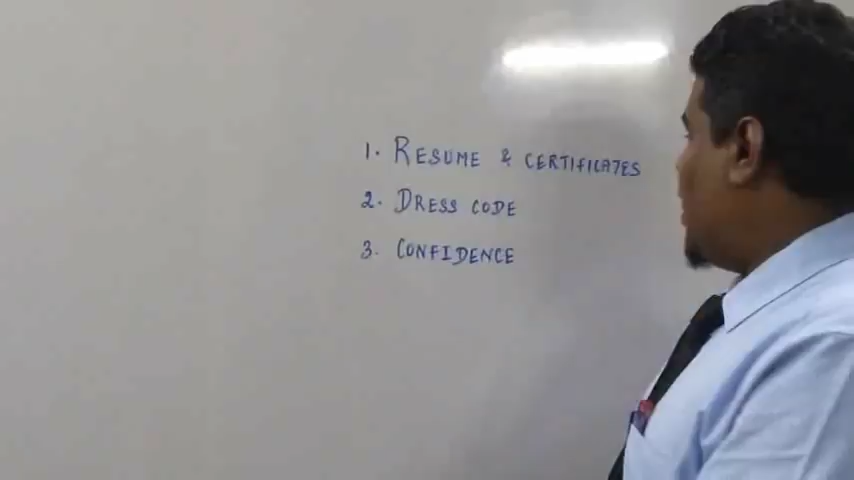 1. RESUME & CERTIFICATES
2. DRESS CODE
3. CONFIDENCE